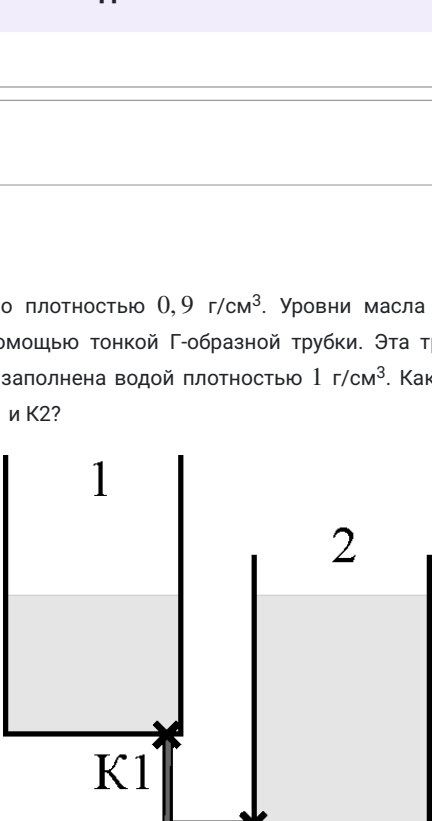 о плотностью 0,9 г/см³. Уровни масла
омощью тонкой Г-образной трубки. Эта
заполнена водой плотностью 1 г/см³.
и К2?
1
2
К1